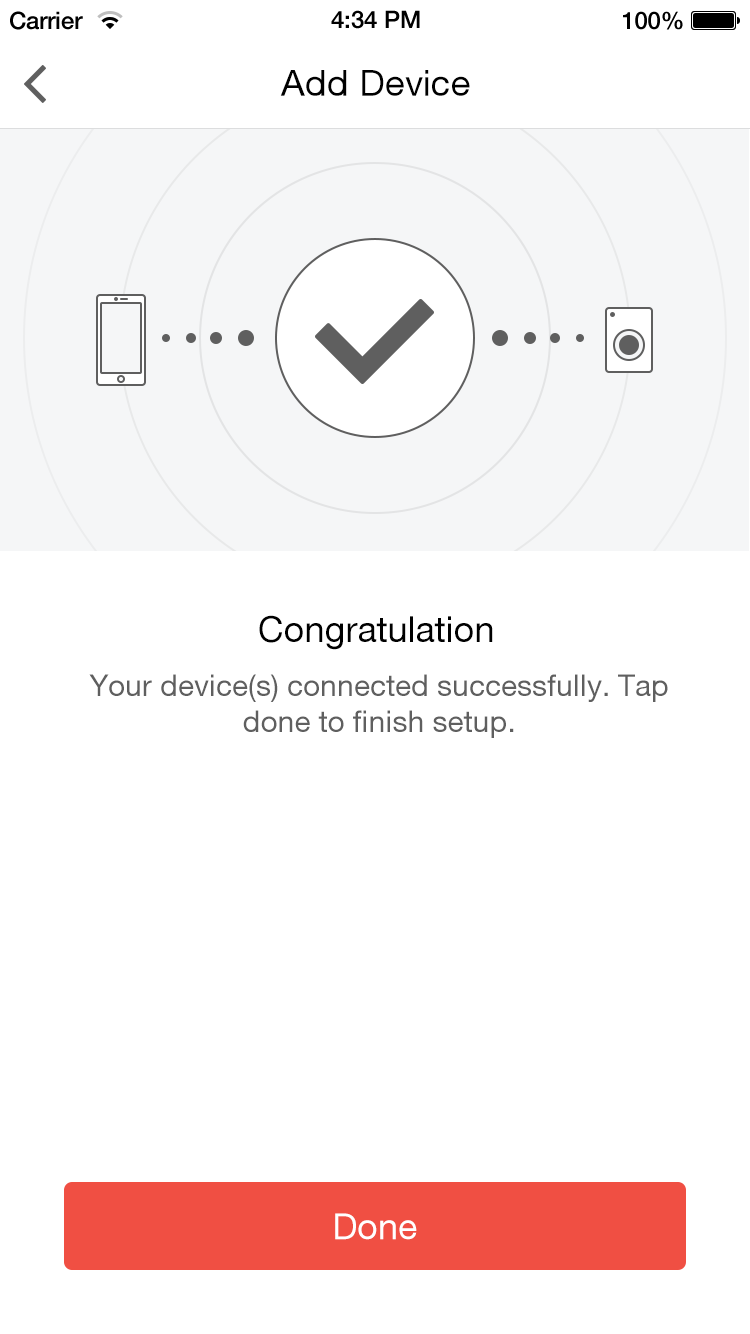 Carrier 4:34 PM 100%
Add Device
Congratulation
Your device(s) connected successfully. Tap
done to finish setup.
Done